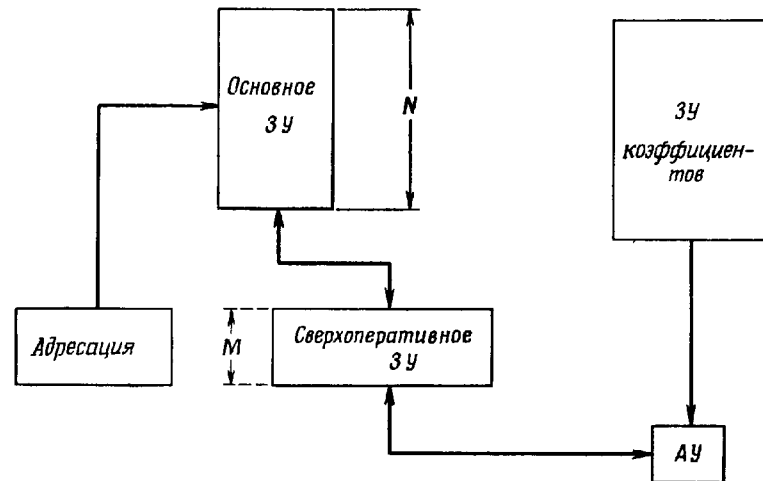 Основное
ЗУ
N
ЗУ
коэффициен-
тов
Адресация
M
Сверхоперативное
ЗУ
АУ